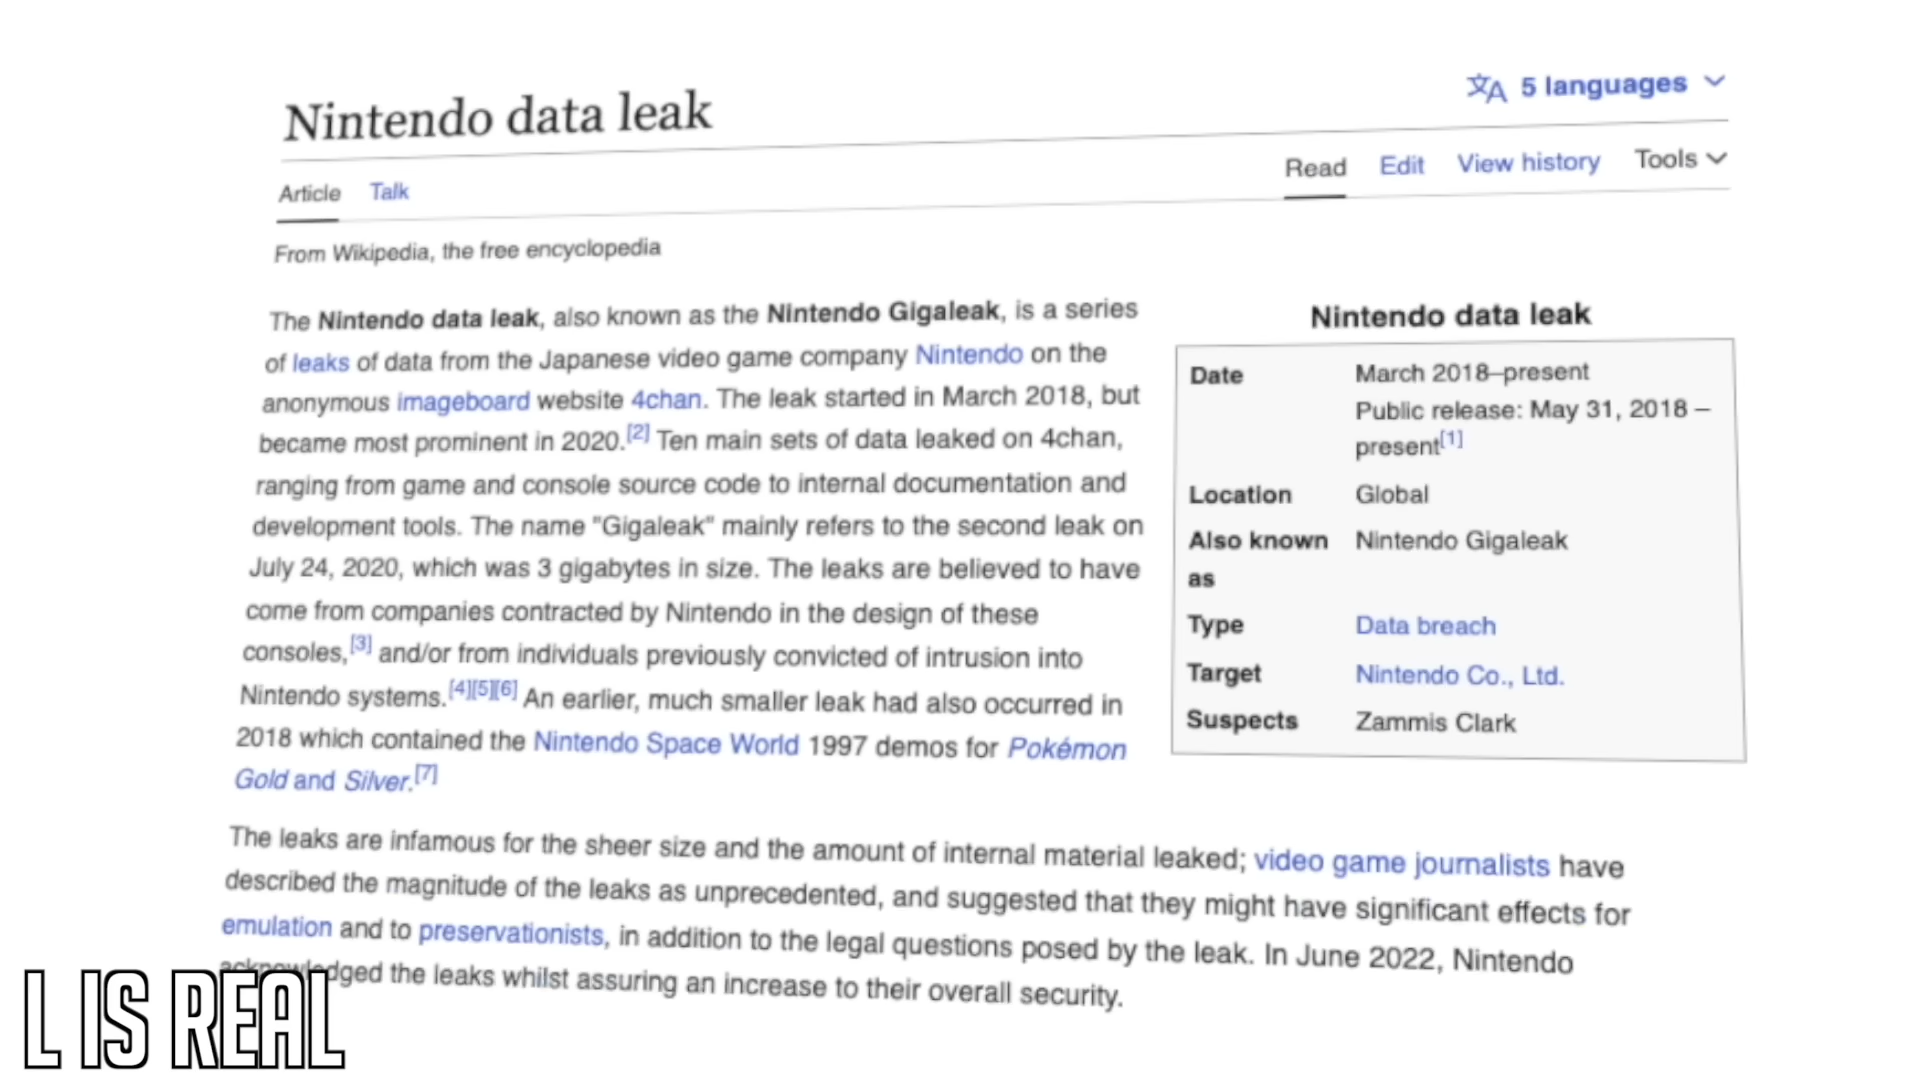 Nintendo data leak
5 languages
Article Talk
Read Edit View history Tools
From Wikipedia, the free encyclopedia
The Nintendo data leak, also known as the Nintendo Gigaleak, is a series
of leaks of data from the Japanese video game company Nintendo on the
anonymous imageboard website 4chan. The leak started in March 2018, but
became most prominent in 2020.[2] Ten main sets of data leaked on 4chan,
ranging from game and console source code to internal documentation and
development tools. The name "Gigaleak" mainly refers to the second leak on
July 24, 2020, which was 3 gigabytes in size. The leaks are believed to have
come from companies contracted by Nintendo in the design of these
consoles,[3] and/or from individuals previously convicted of intrusion into
Nintendo systems.[4][5][6] An earlier, much smaller leak had also occurred in
2018 which contained the Nintendo Space World 1997 demos for Pokémon
Gold and Silver.[7]
Nintendo data leak
Date March 2018–present
Public release: May 31, 2018 –
present[1]
Location Global
Also known Nintendo Gigaleak
as
Type Data breach
Target Nintendo Co., Ltd.
Suspects Zammis Clark
The leaks are infamous for the sheer size and the amount of internal material leaked; video game journalists have
described the magnitude of the leaks as unprecedented, and suggested that they might have significant effects for
emulation and to preservationists, in addition to the legal questions posed by the leak. In June 2022, Nintendo
acknowledged the leaks whilst assuring an increase to their overall security.
L IS REAL